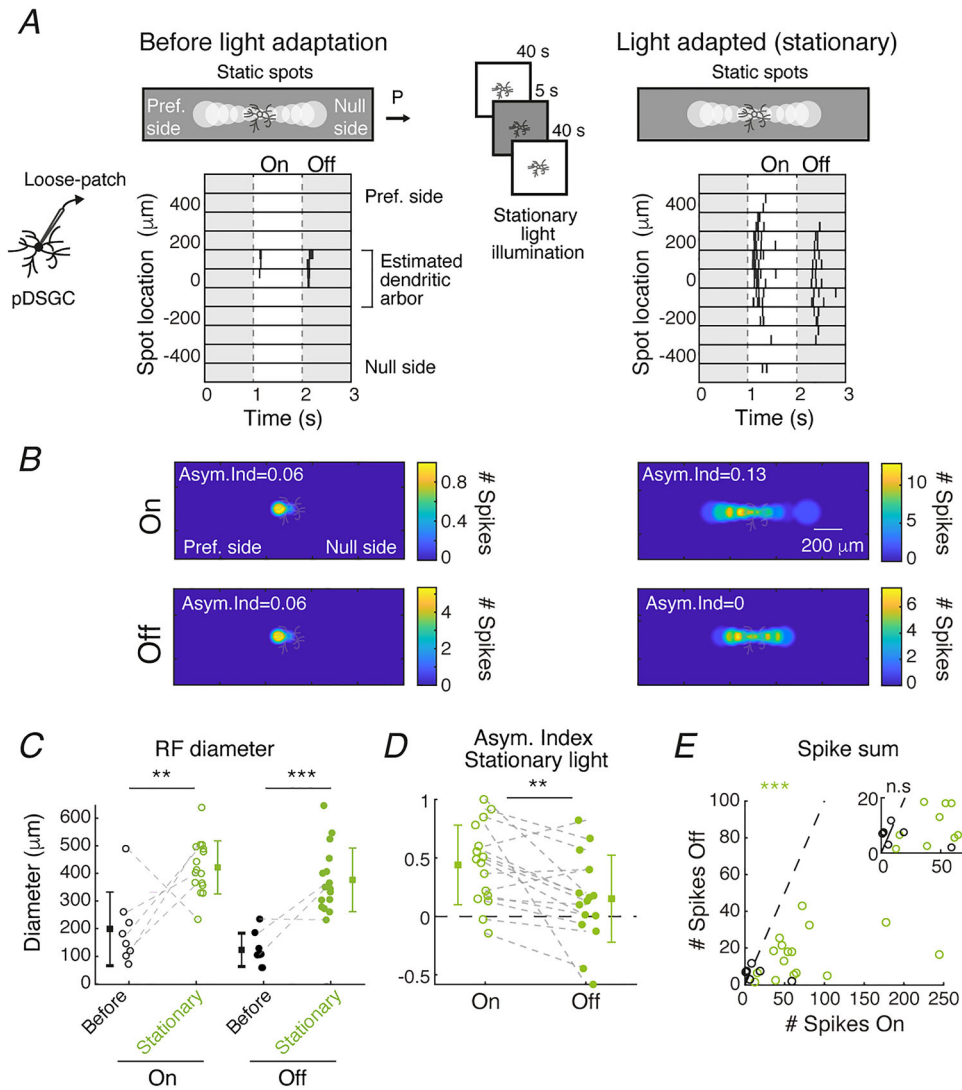 A
Before light adaptation
Static spots
Pref. side
Null side
P
40 s
5 s
40 s
Stationary light illumination
Light adapted (stationary)
Static spots
Loose-patch
pDSGC
On Off
Spot location (μm)
400
200
0
-200
-400
Pref. side
Estimated dendritic arbor
Null side
0 1 2 3
Time (s)
On Off
Spot location (μm)
400
200
0
-200
-400
0 1 2 3
Time (s)
B
On
Asym.Ind=0.06
Pref. side Null side
0.8
0.4
0
# Spikes
Asym.Ind=0.13
200 μm
10
5
0
# Spikes
Off
Asym.Ind=0.06
4
2
0
# Spikes
Asym.Ind=0
6
4
2
0
# Spikes
C
RF diameter
** ***
Diameter (μm)
600
500
400
300
200
100
0
Before Stationary Before Stationary
On Off
D
Asym. Index
Stationary light
**
1
0.5
0
-0.5
On Off
E
Spike sum
***
n.s
# Spikes Off
100
80
60
40
20
0
20
0
0 50
0 50 100 150 200 250
# Spikes On